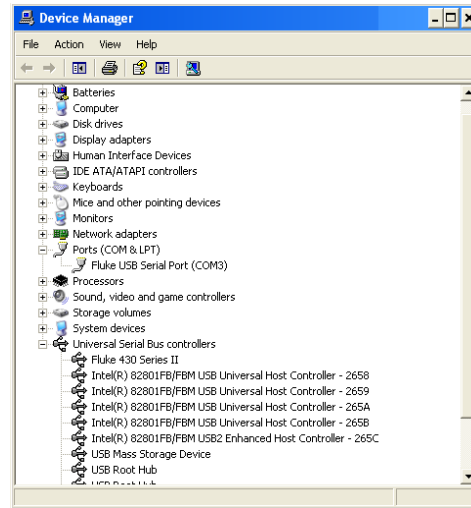 Device Manager
File Action View Help
Batteries
Computer
Disk drives
Display adapters
Human Interface Devices
IDE ATA/ATAPI controllers
Keyboards
Mice and other pointing devices
Monitors
Network adapters
Ports (COM & LPT)
Fluke USB Serial Port (COM3)
Processors
Sound, video and game controllers
Storage volumes
System devices
Universal Serial Bus controllers
Fluke 430 Series II
Intel(R) 82801FB/FBM USB Universal Host Controller - 2658
Intel(R) 82801FB/FBM USB Universal Host Controller - 2659
Intel(R) 82801FB/FBM USB Universal Host Controller - 265A
Intel(R) 82801FB/FBM USB Universal Host Controller - 265B
Intel(R) 82801FB/FBM USB2 Enhanced Host Controller - 265C
USB Mass Storage Device
USB Root Hub
USB Root Hub